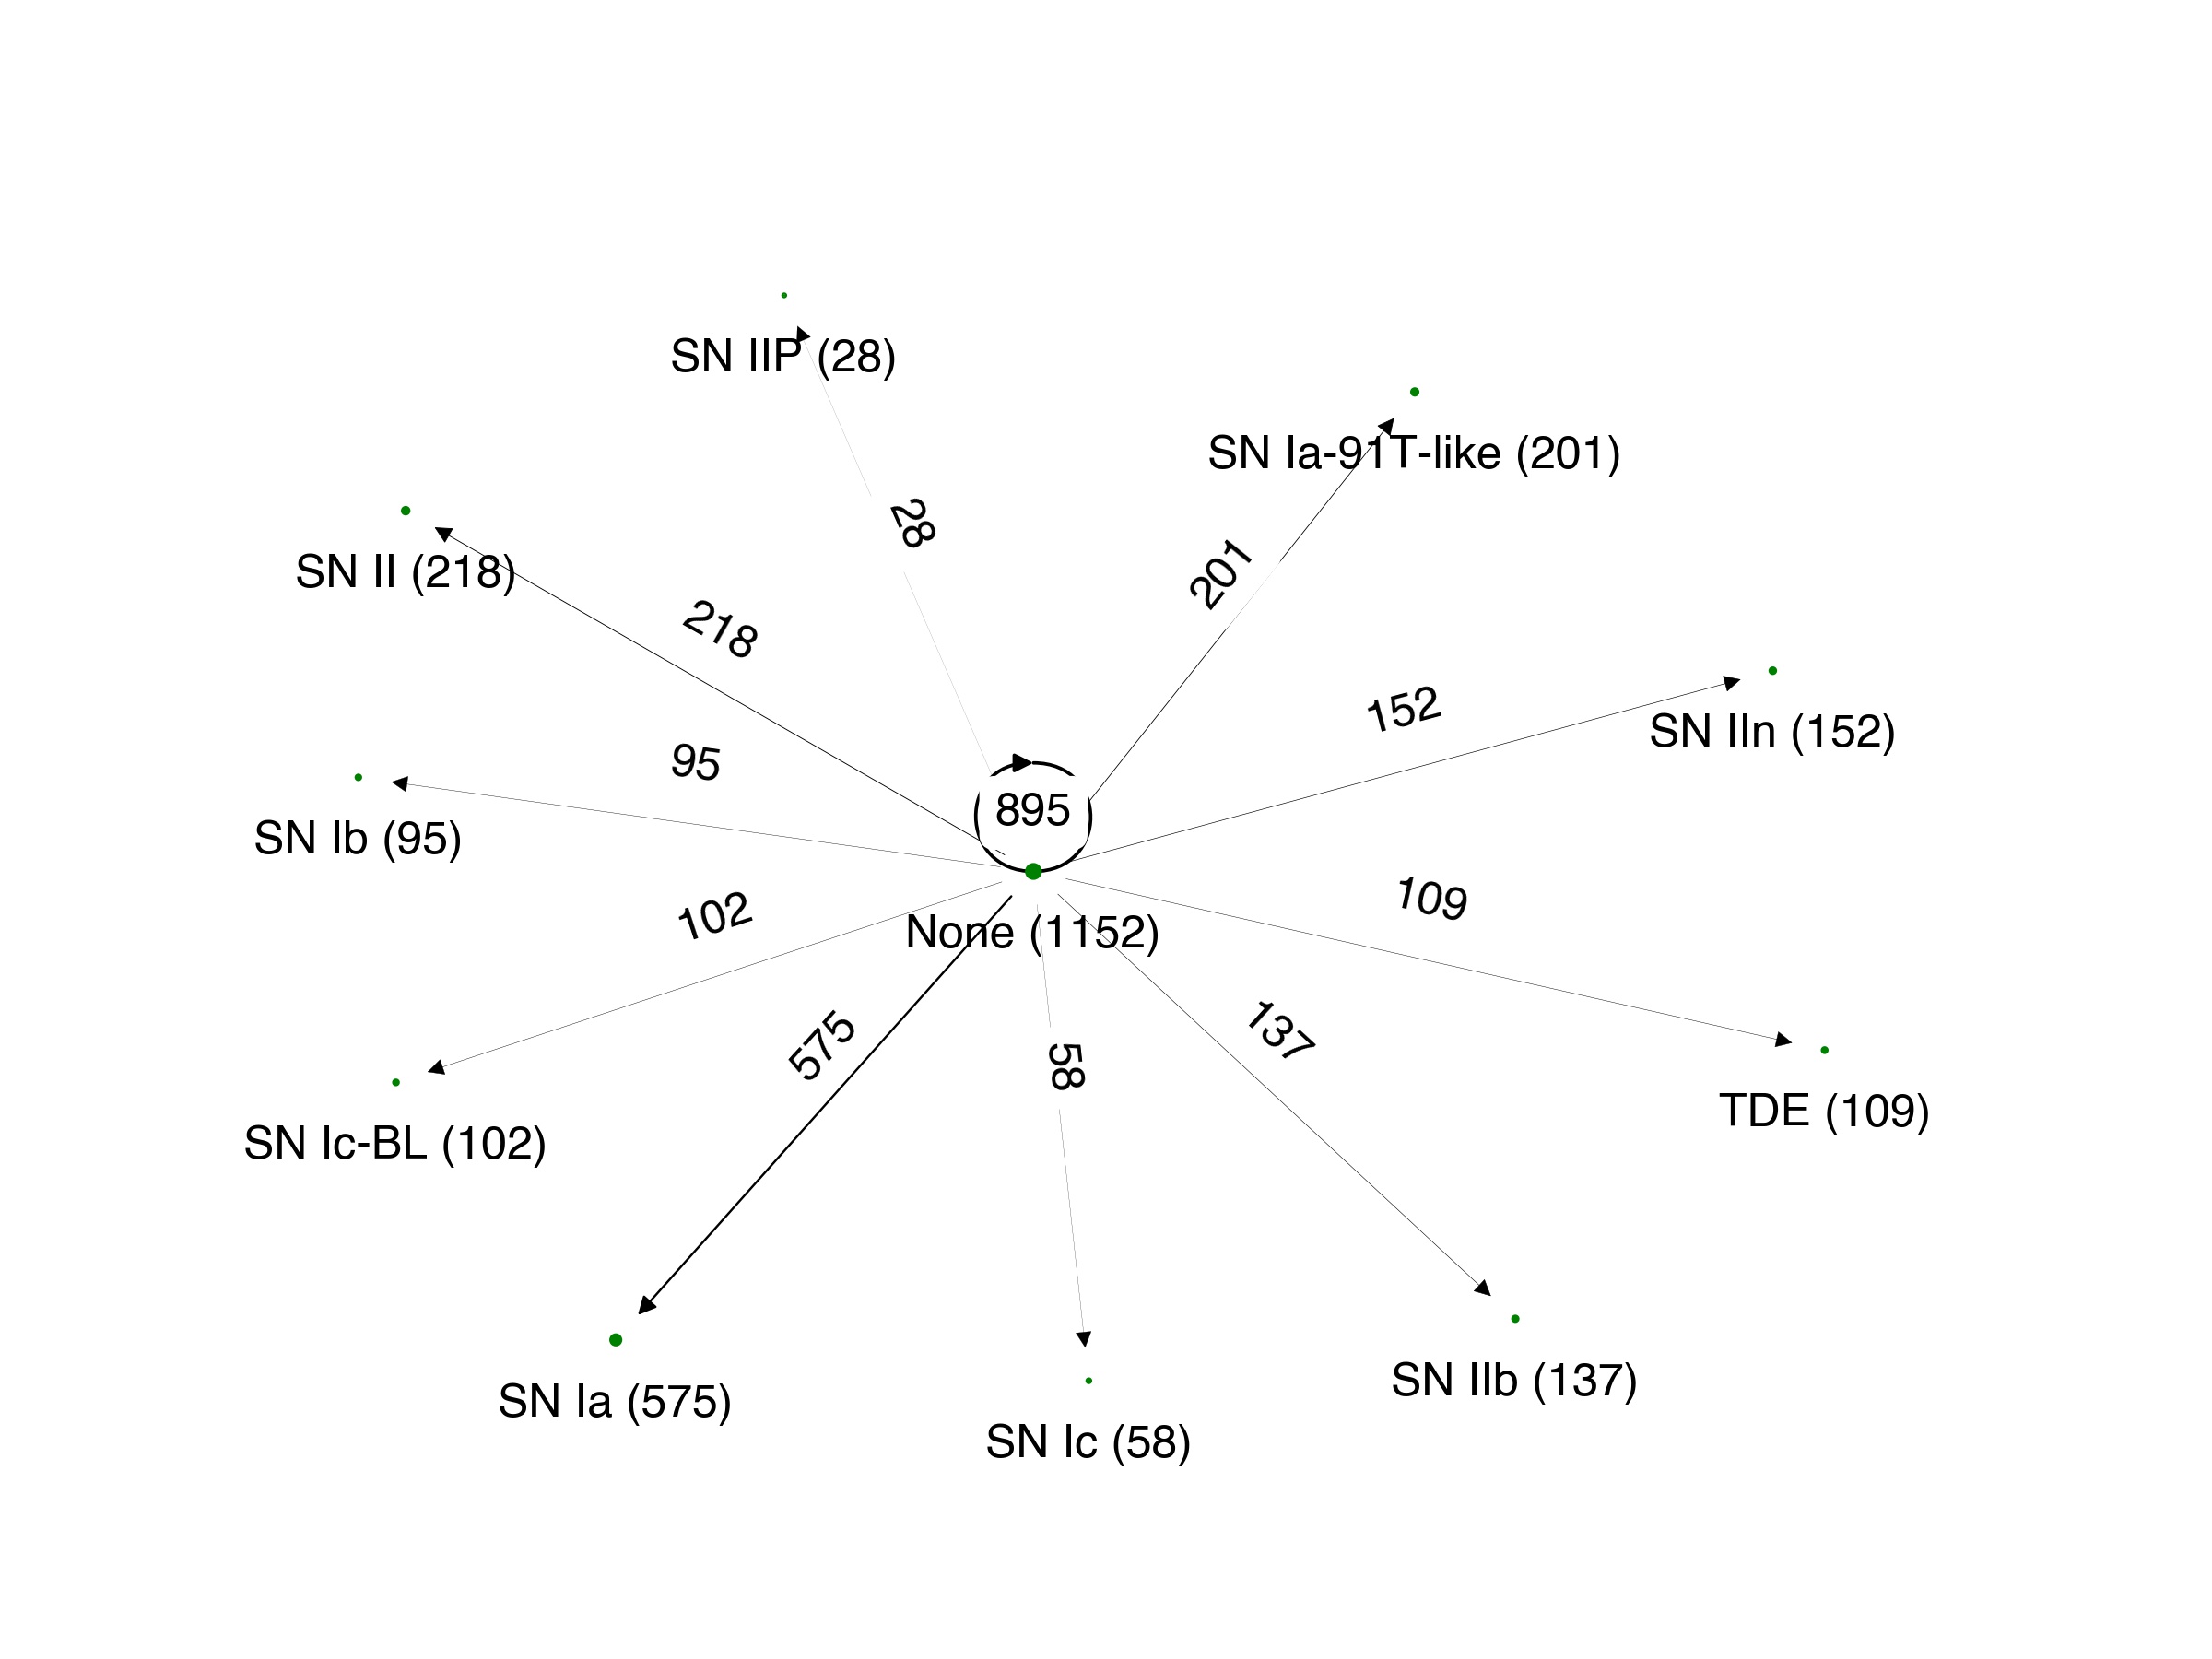 SN IIP (28)
SN Ia-91T-like (201)
28
SN II (218)
201
218
152
SN IIn (152)
95
895
SN Ib (95)
109
102
None (1152)
137
575
58
TDE (109)
SN Ic-BL (102)
SN IIb (137)
SN Ia (575)
SN Ic (58)